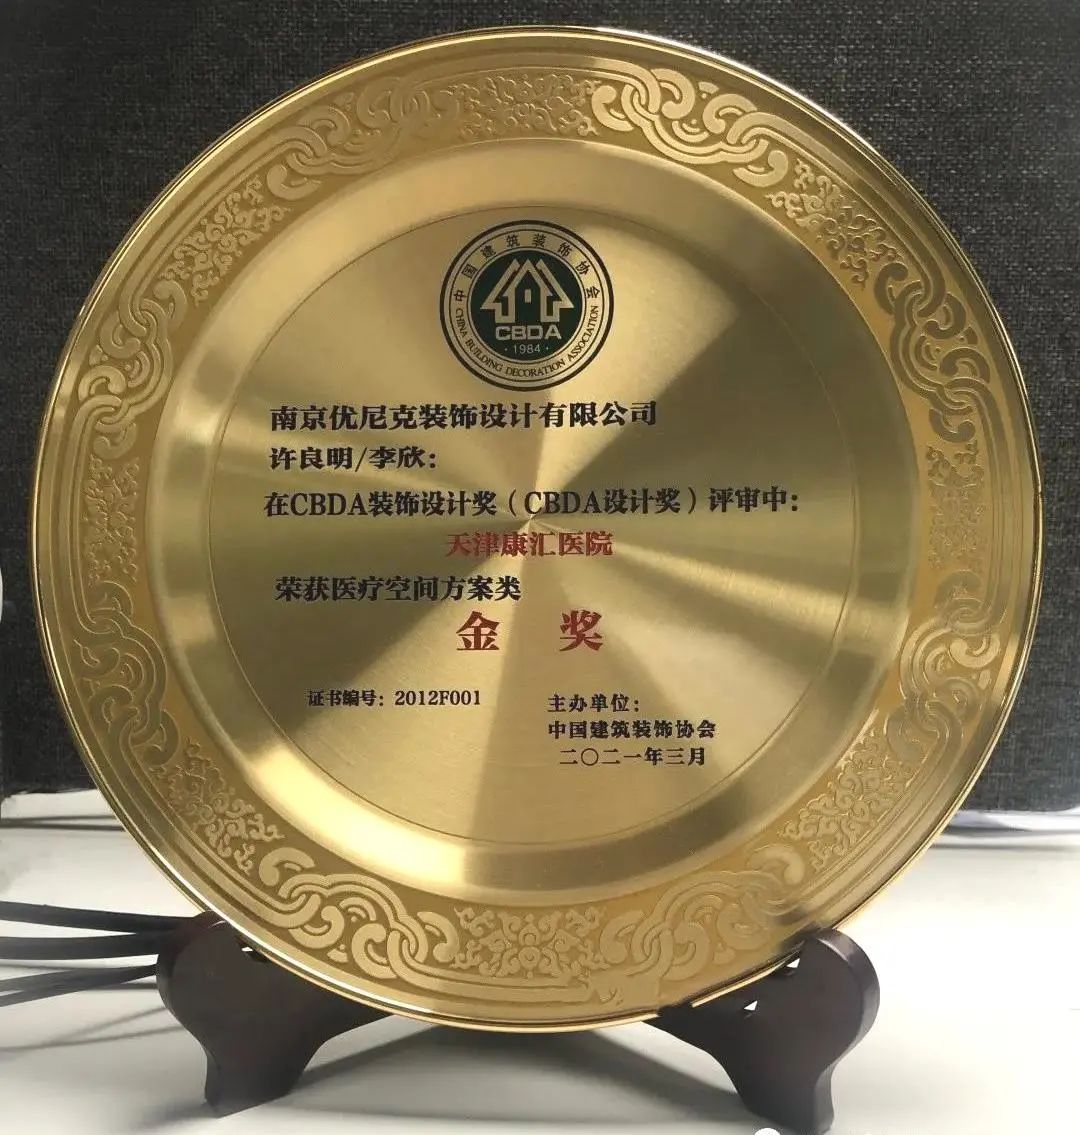 中国建筑装饰协会
CBDA
·1984·
CHINA BUILDING DECORATION ASSOCIATION
南京优尼克装饰设计有限公司
许良明/李欣：
在CBDA装饰设计奖（CBDA设计奖）评审中：
天津康汇医院
荣获医疗空间方案类
金 奖
证书编号：2012F001
主办单位：
中国建筑装饰协会
二〇二一年三月